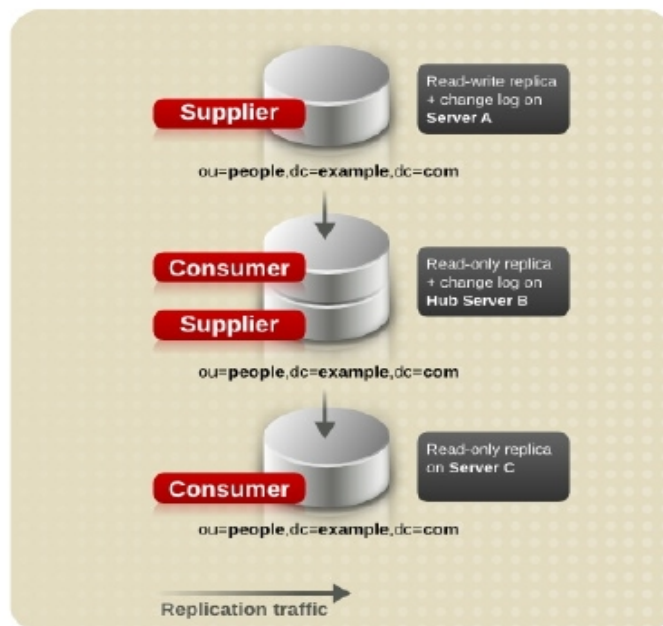 Supplier
Read-write replica
+ change log on
Server A
ou=people,dc=example,dc=com
Consumer
Supplier
Read-only replica
+ change log on
Hub Server B
ou=people,dc=example,dc=com
Consumer
Read-only replica
on Server C
ou=people,dc=example,dc=com
Replication traffic